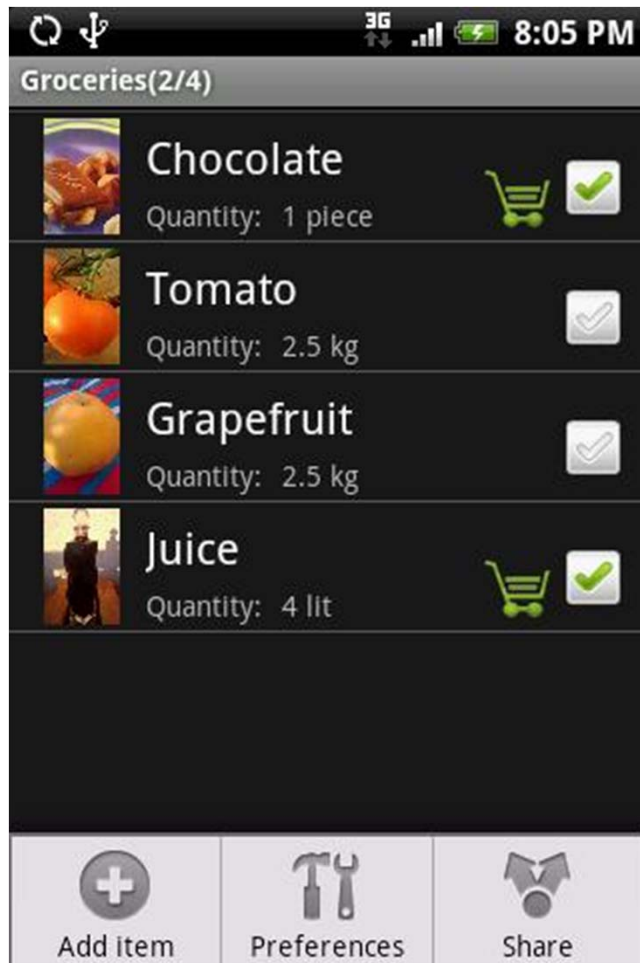 3G
8:05 PM
Groceries(2/4)
Chocolate
Quantity: 1 piece
Tomato
Quantity: 2.5 kg
Grapefruit
Quantity: 2.5 kg
Juice
Quantity: 4 lit
Add item
Preferences
Share